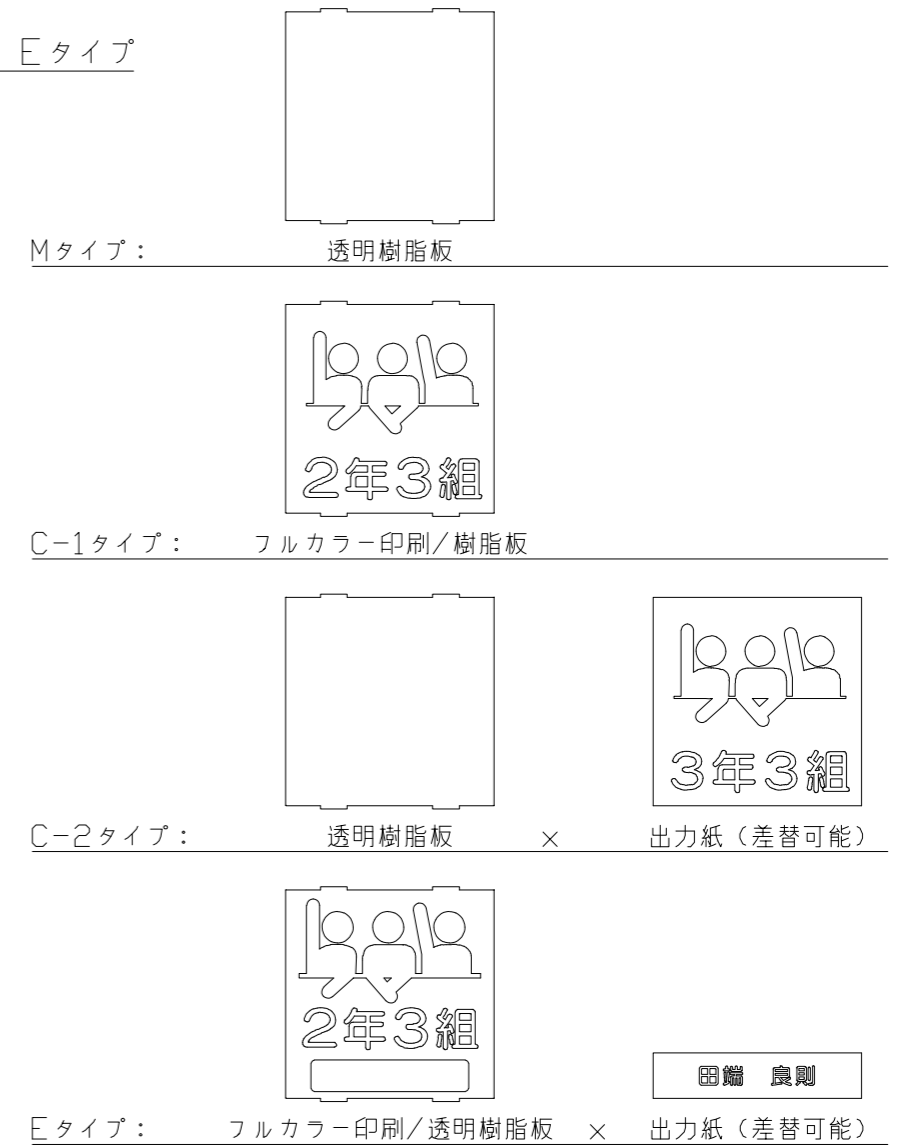 Eタイプ
Mタイプ： 透明樹脂板
2年3組
C-1タイプ： フルカラー印刷/樹脂板
3年3組
C-2タイプ： 透明樹脂板 × 出力紙（差替可能）
2年3組
田端 良則
Eタイプ： フルカラー印刷/透明樹脂板 × 出力紙（差替可能）